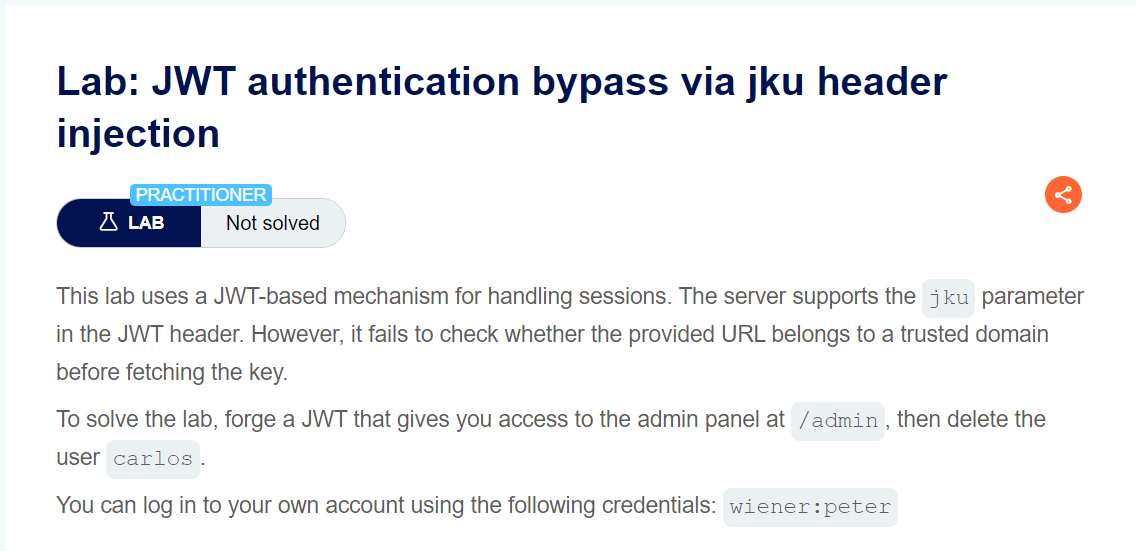 Lab: JWT authentication bypass via jku header
injection
PRACTITIONER
LAB Not solved
This lab uses a JWT-based mechanism for handling sessions. The server supports the jku parameter
in the JWT header. However, it fails to check whether the provided URL belongs to a trusted domain
before fetching the key.
To solve the lab, forge a JWT that gives you access to the admin panel at /admin, then delete the
user carlos.
You can log in to your own account using the following credentials: wiener:peter